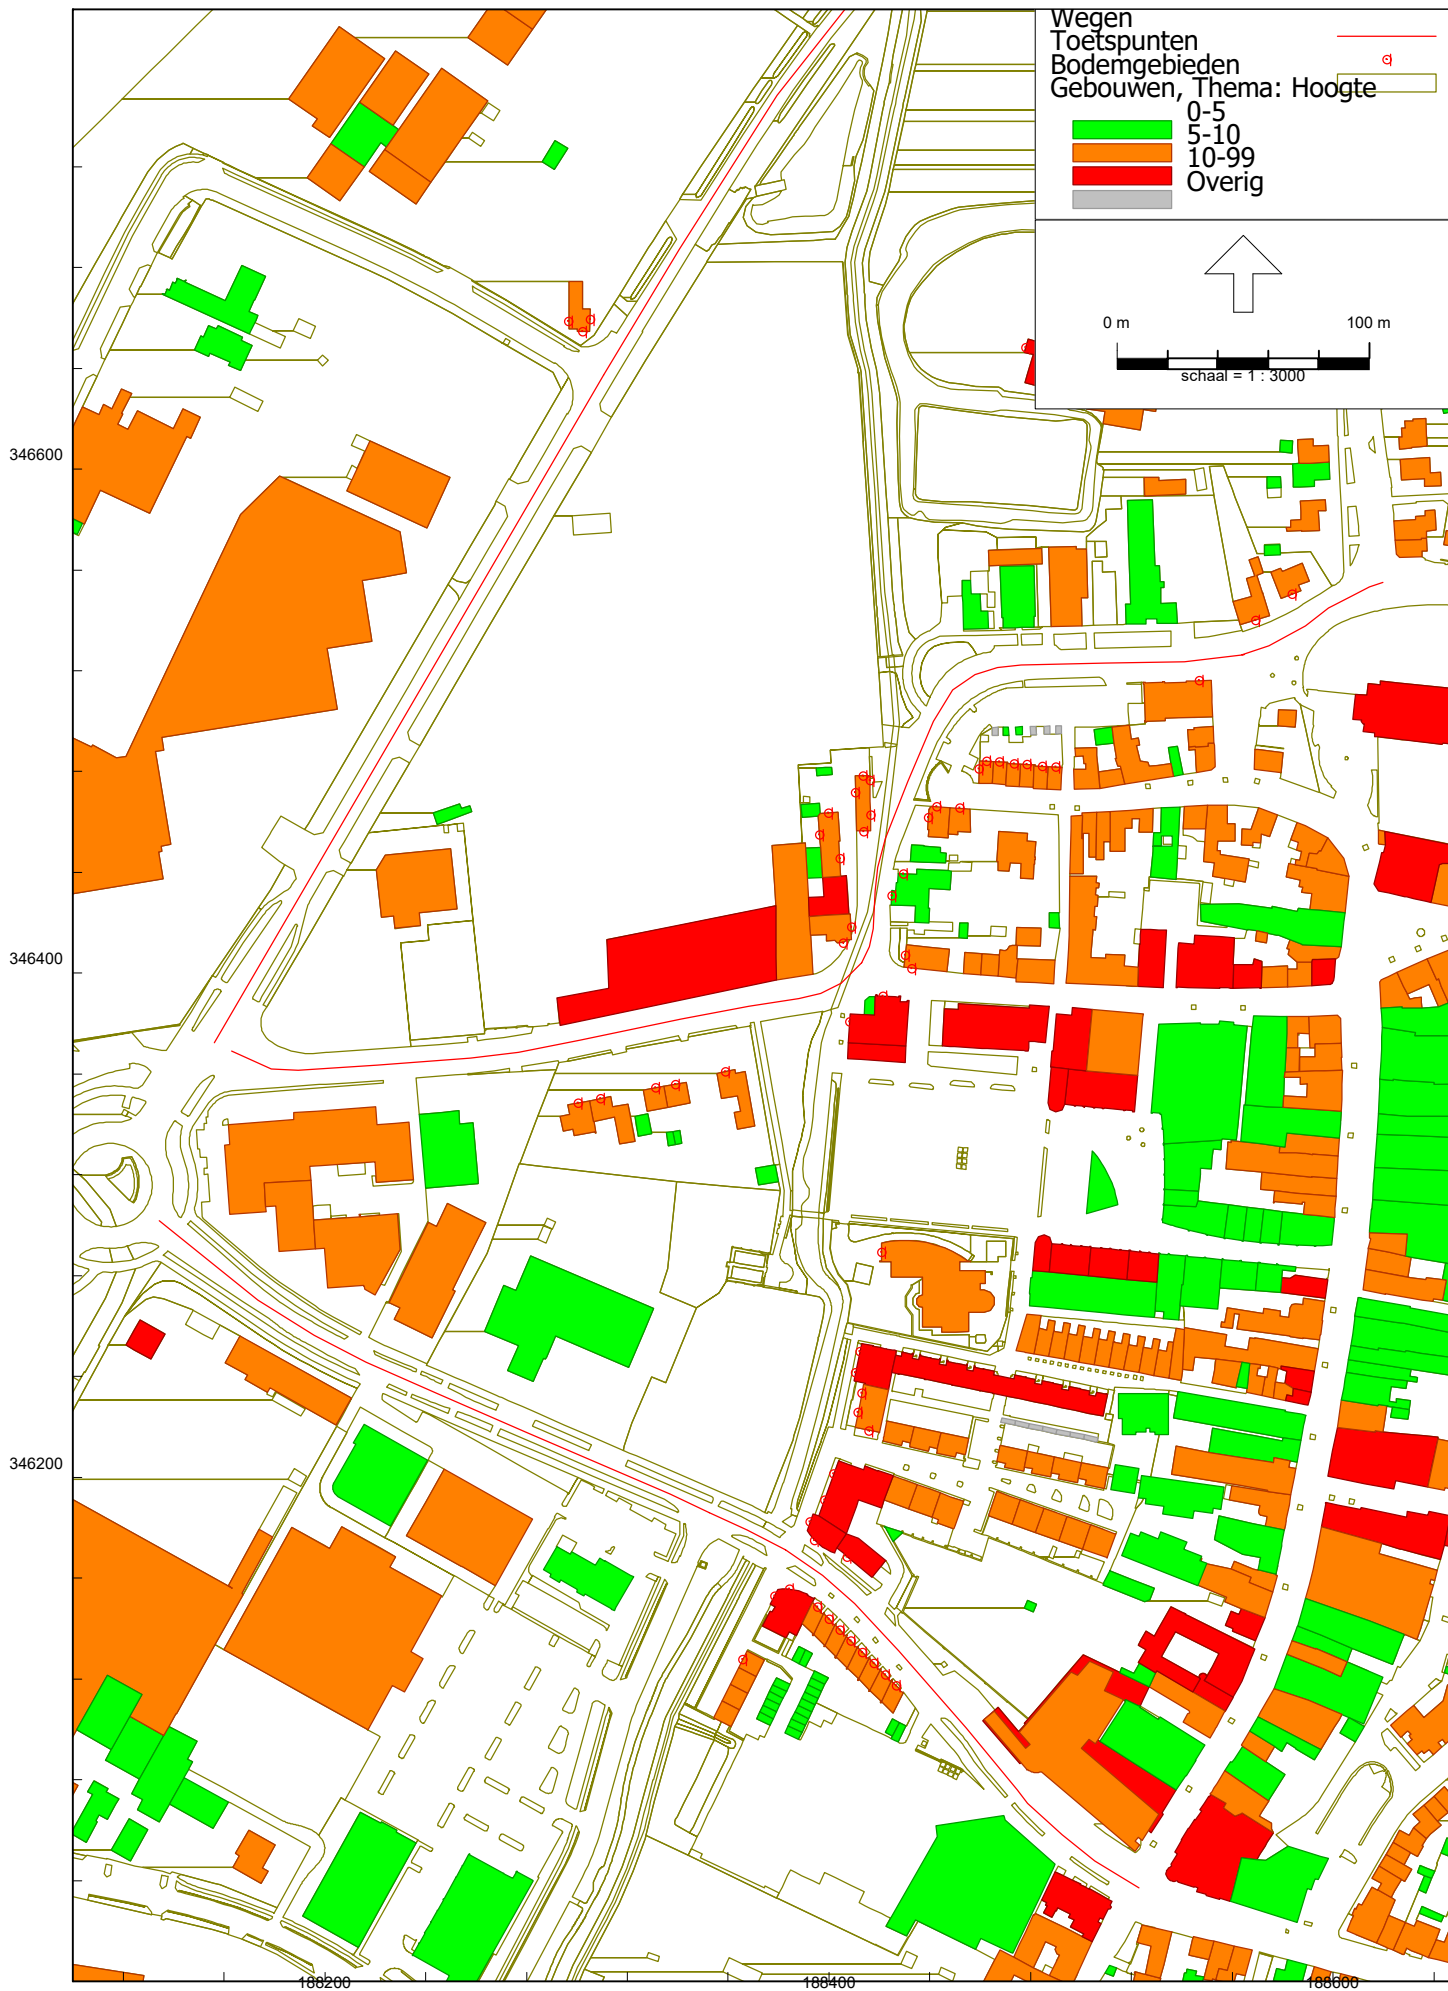 Wegen
Toetspunten
Bodemgebieden
Gebouwen, Thema: Hoogte
0-5
5-10
10-99
Overig
0 m 100 m
schaal = 1 : 3000
346600
346400
346200
188200 188400 188600